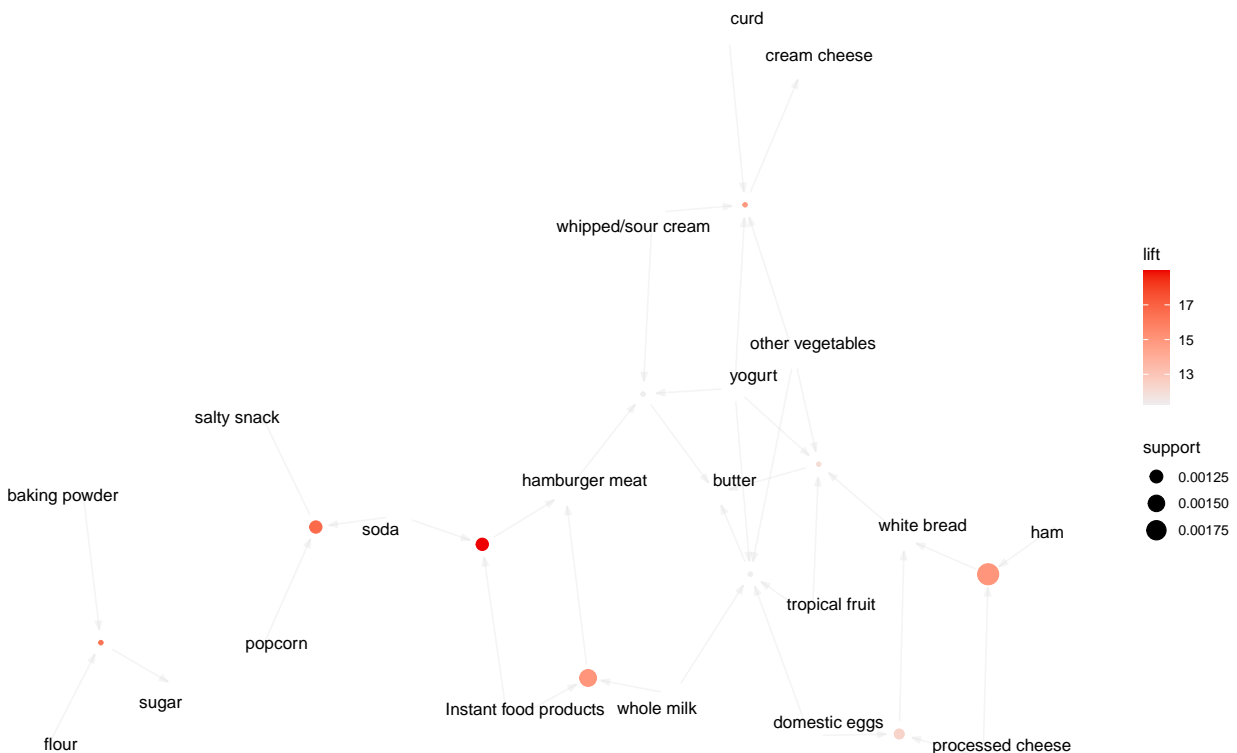 curd
cream cheese
whipped/sour cream
lift
17
15
13
other vegetables
yogurt
salty snack
support
0.00125
0.00150
0.00175
hamburger meat
butter
baking powder
soda
white bread
ham
tropical fruit
popcorn
sugar
Instant food products
whole milk
domestic eggs
flour
processed cheese